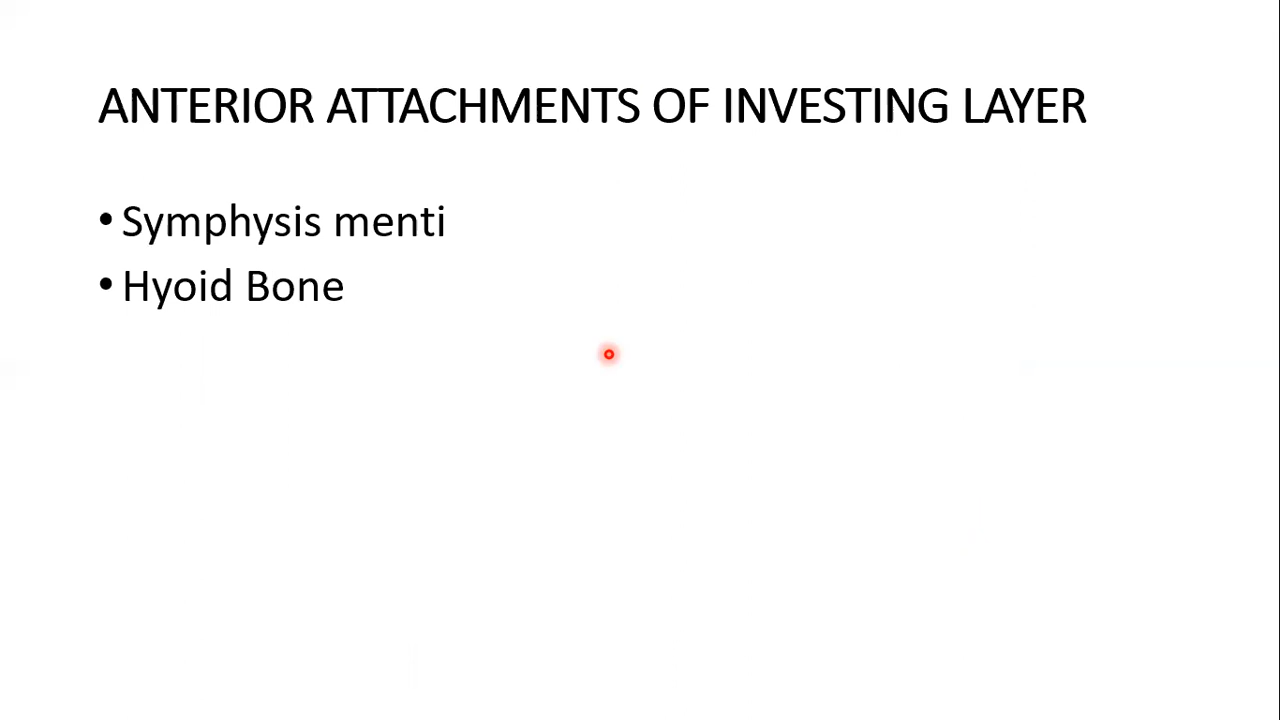 ANTERIOR ATTACHMENTS OF INVESTING LAYER
• Symphysis menti
• Hyoid Bone